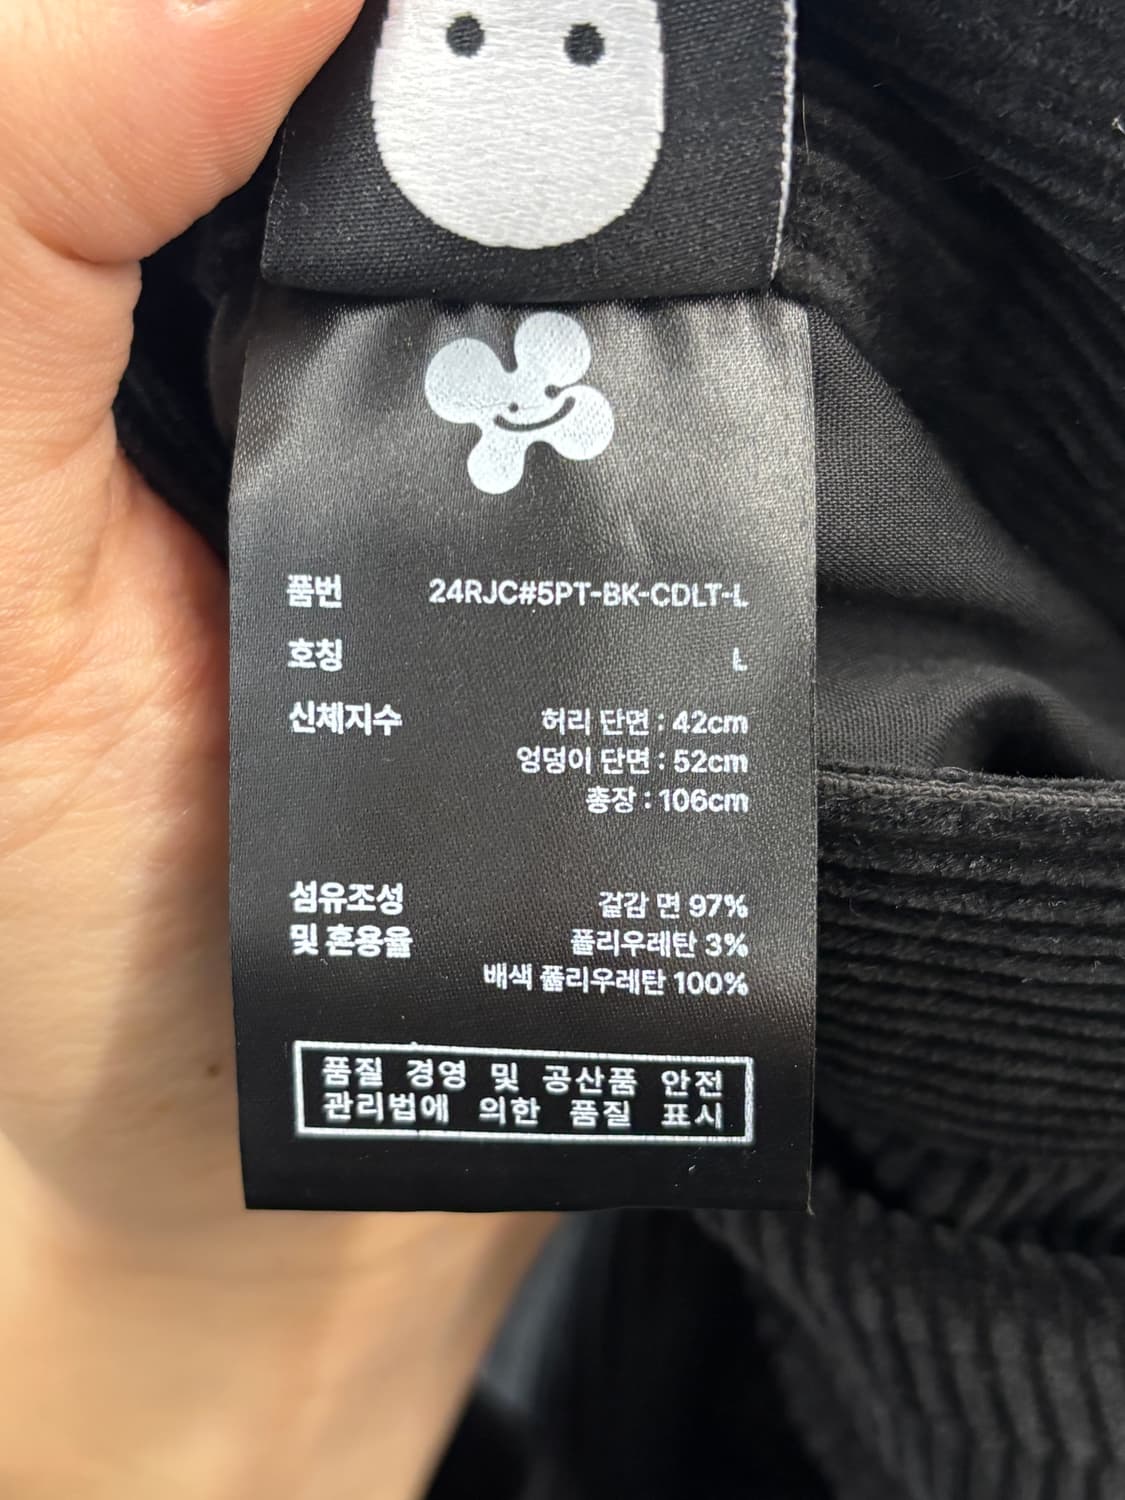 품번 24RJC#5PT-BK-CDLT-L
호칭 L
신체지수 허리 단면 : 42cm
엉덩이 단면 : 52cm
총장 : 106cm
섬유조성 겉감 면 97%
및 혼용율 폴리우레탄 3%
배색 폴리우레탄 100%
품질 경영 및 공산품 안전
관리법에 의한 품질 표시